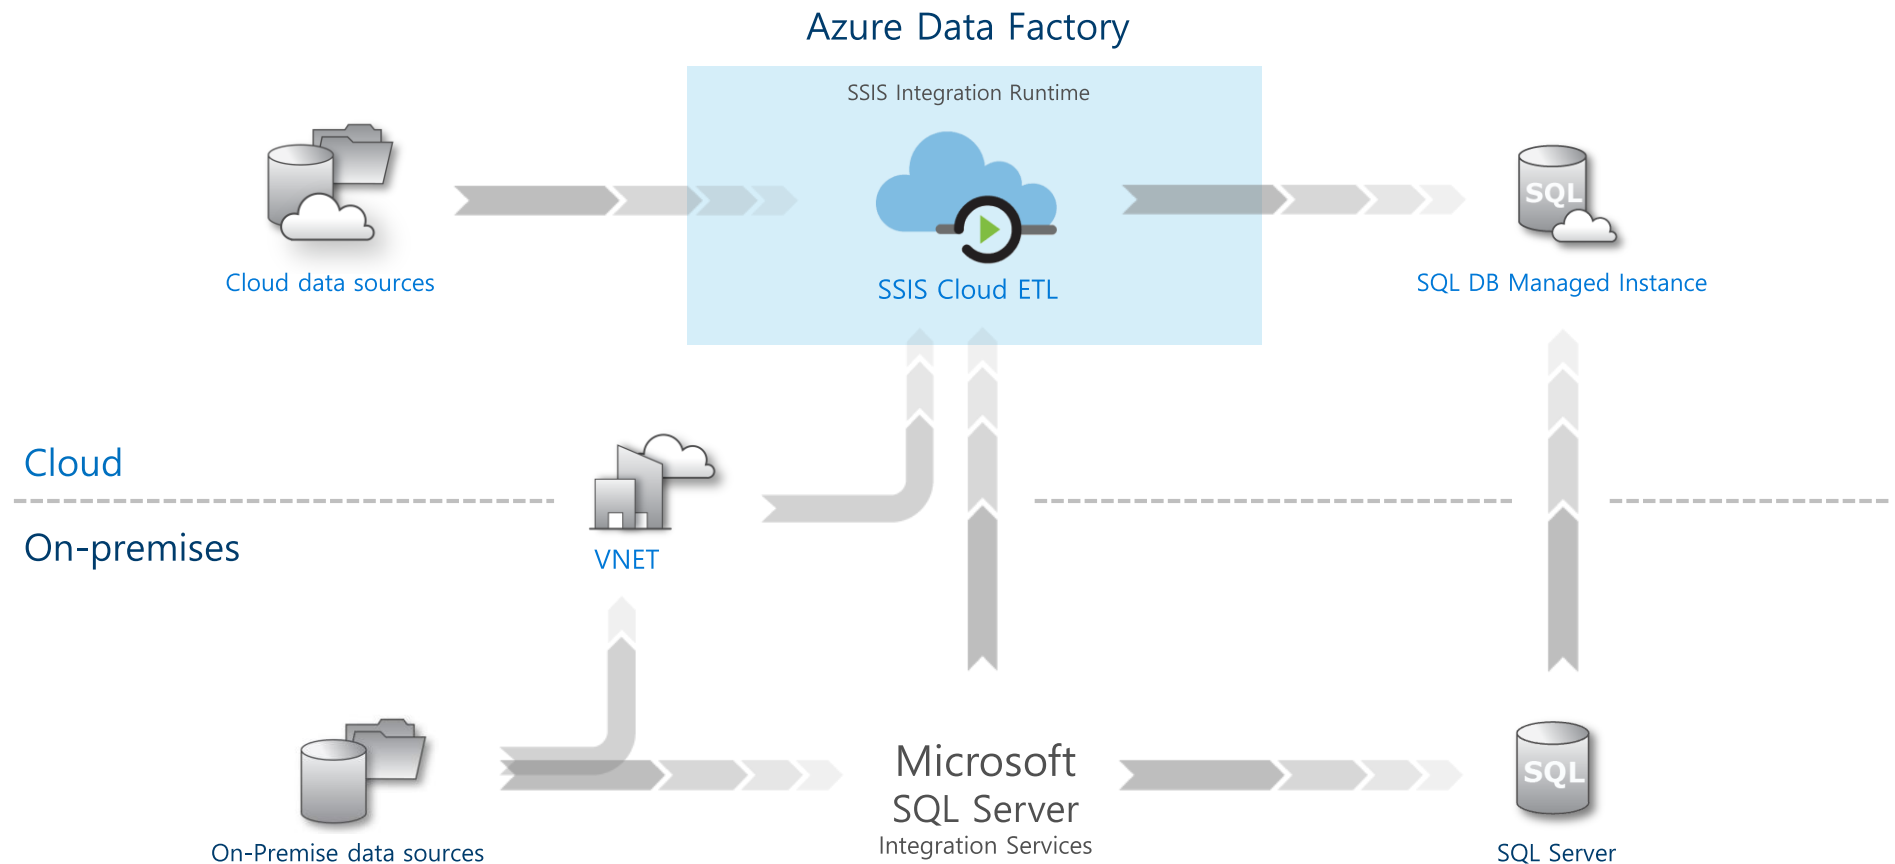 Azure Data Factory
SSIS Integration Runtime
SQL
Cloud data sources
SSIS Cloud ETL
SQL DB Managed Instance
Cloud
On-premises
VNET
Microsoft
SQL Server
Integration Services
SQL
On-Premise data sources
SQL Server